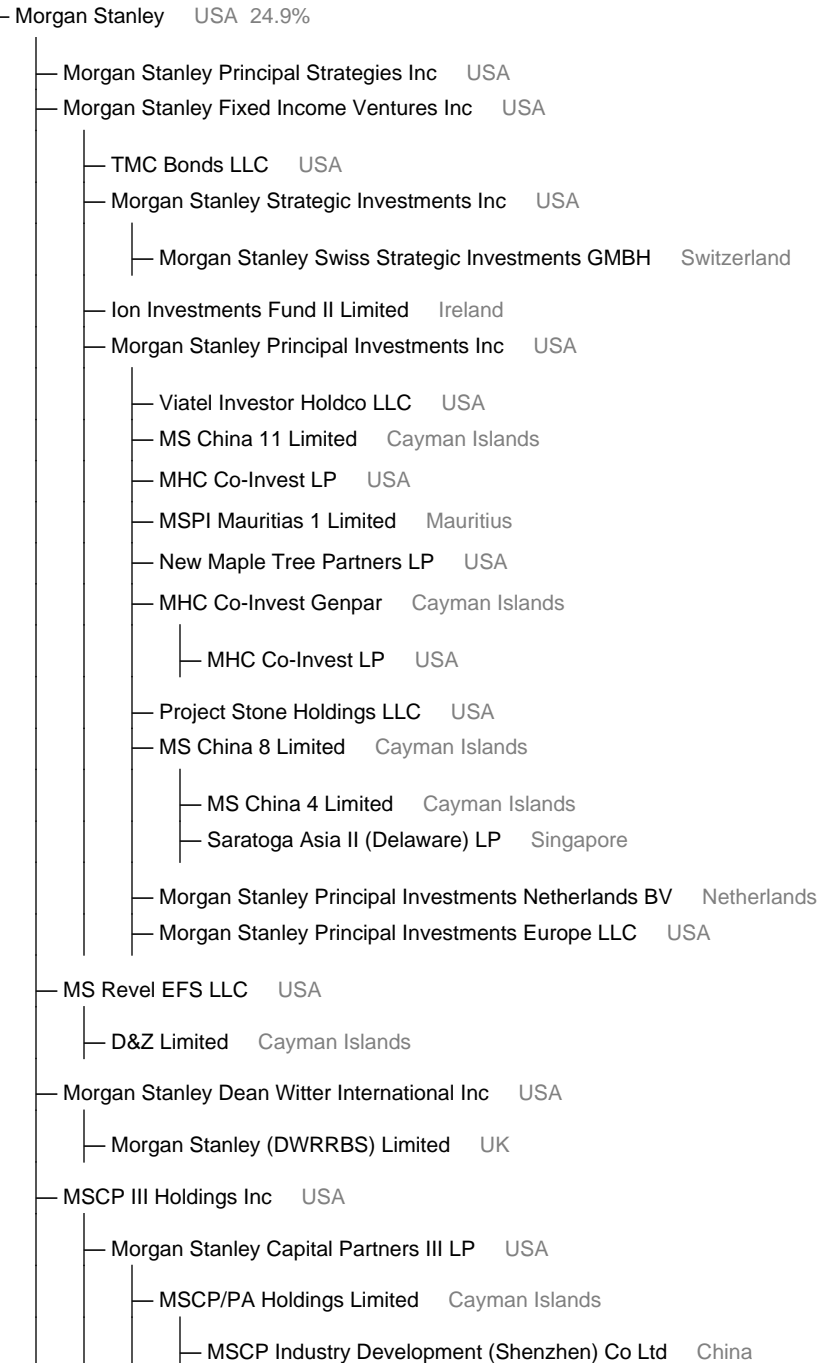 Morgan Stanley USA 24.9%
Morgan Stanley Principal Strategies Inc USA
Morgan Stanley Fixed Income Ventures Inc USA
TMC Bonds LLC USA
Morgan Stanley Strategic Investments Inc USA
Morgan Stanley Swiss Strategic Investments GMBH Switzerland
Ion Investments Fund II Limited Ireland
Morgan Stanley Principal Investments Inc USA
Viatel Investor Holdco LLC USA
MS China 11 Limited Cayman Islands
MHC Co-Invest LP USA
MSPI Mauritias 1 Limited Mauritius
New Maple Tree Partners LP USA
MHC Co-Invest Genpar Cayman Islands
MHC Co-Invest LP USA
Project Stone Holdings LLC USA
MS China 8 Limited Cayman Islands
MS China 4 Limited Cayman Islands
Saratoga Asia II (Delaware) LP Singapore
Morgan Stanley Principal Investments Netherlands BV Netherlands
Morgan Stanley Principal Investments Europe LLC USA
MS Revel EFS LLC USA
D&Z Limited Cayman Islands
Morgan Stanley Dean Witter International Inc USA
Morgan Stanley (DWRRBS) Limited UK
MSCP III Holdings Inc USA
Morgan Stanley Capital Partners III LP USA
MSCP/PA Holdings Limited Cayman Islands
MSCP Industry Development (Shenzhen) Co Ltd China